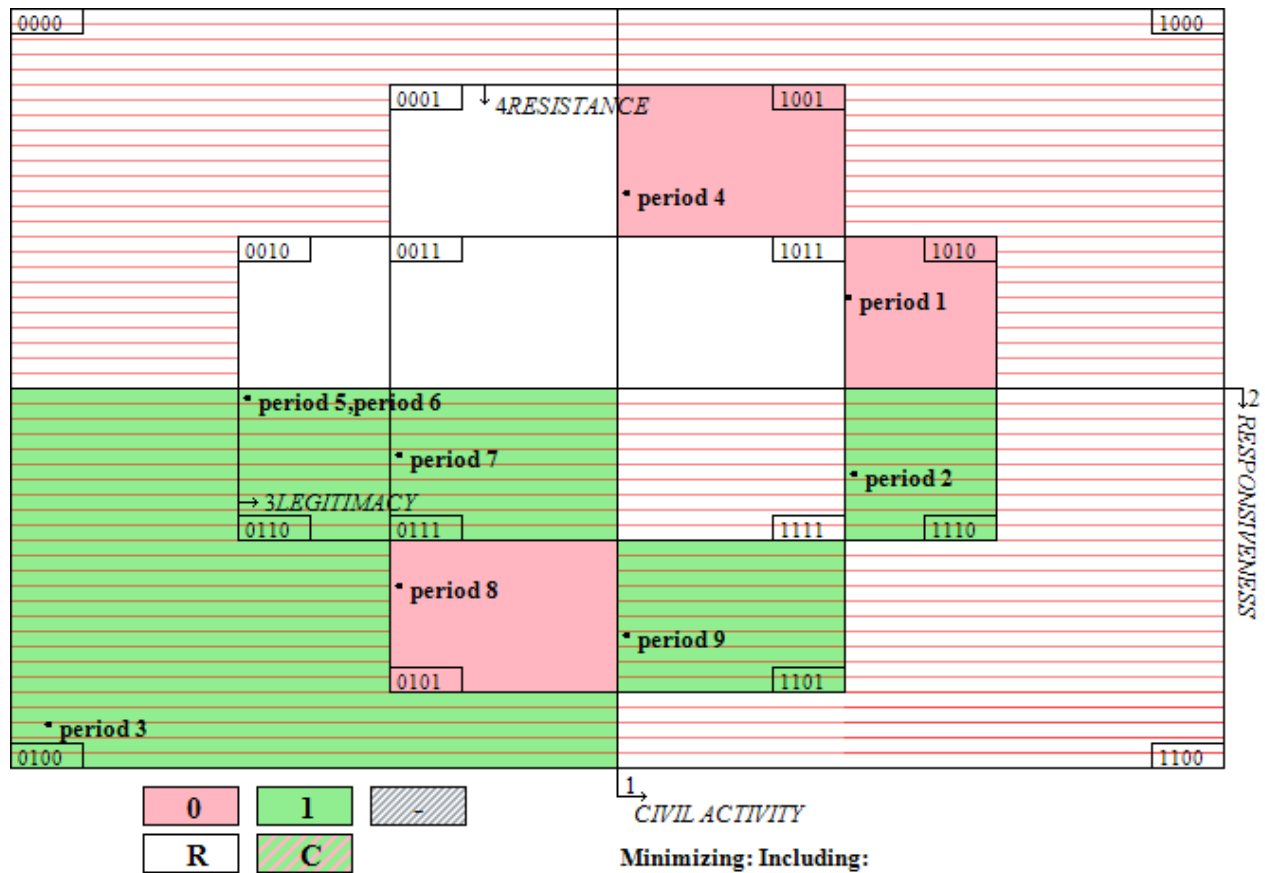 0000 1000
0001 4RESISTANCE 1001
period 4
0010 0011 1011 1010
period 1
2
period 5,period 6
period 7
period 2
3LEGITIMACY
0110 0111 1111 1110
RESPONSIVENESS
period 8
period 9
0101 1101
period 3
0100 1100
1
0 1 -
CIVIL ACTIVITY
R C
Minimizing: Including: